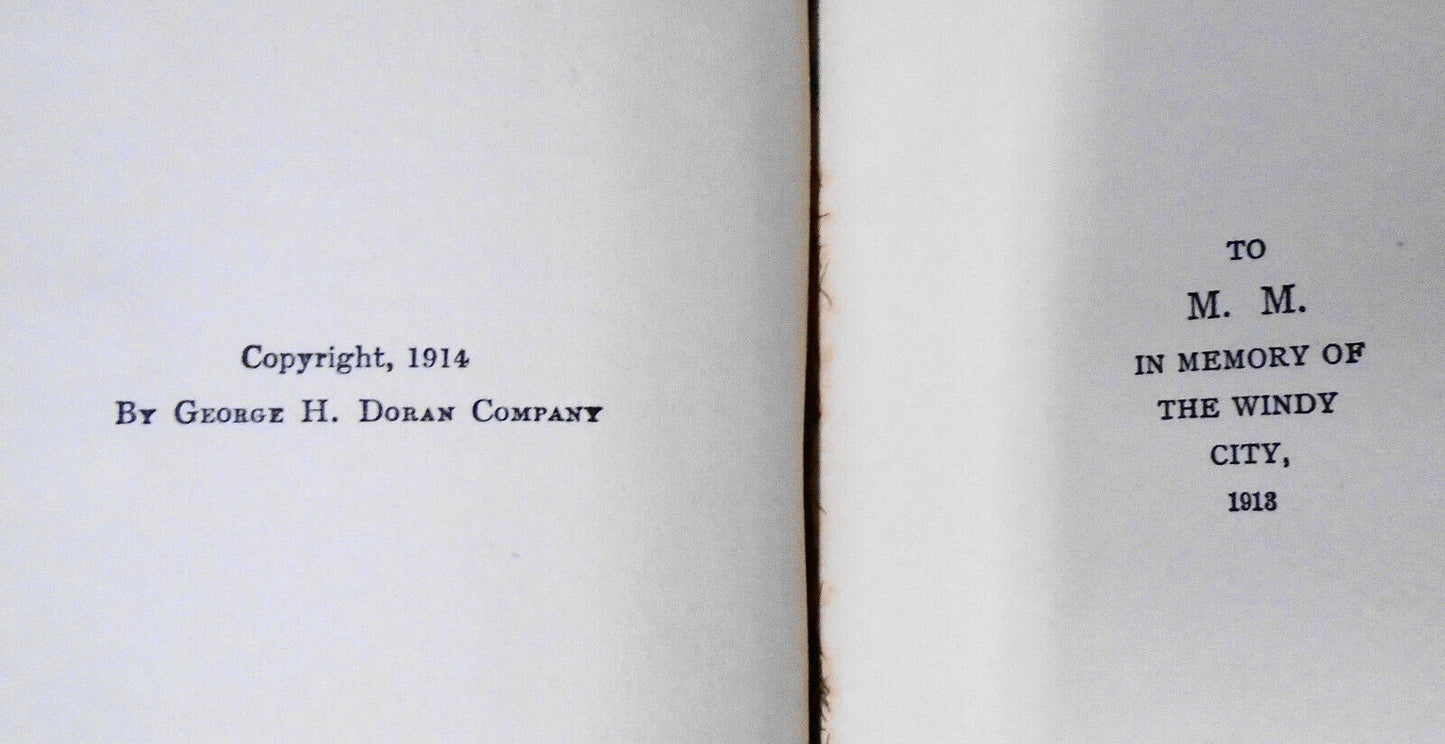 Copyright, 1914
By George H. Doran Company
TO
M. M.
IN MEMORY OF
THE WINDY
CITY,
1913